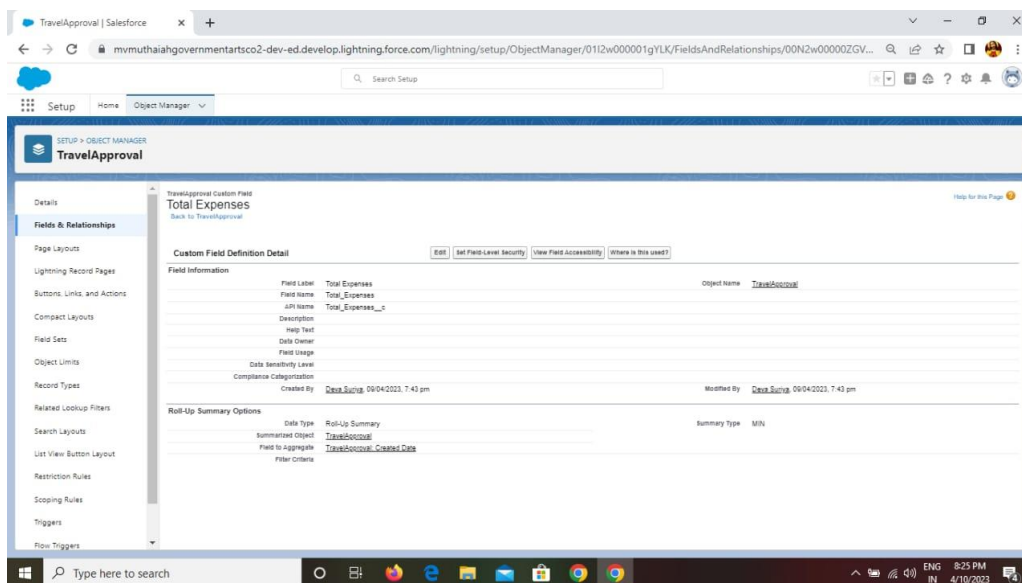 TravelApproval | Salesforce
mvmuthaiahgovernmentartsco2-dev-ed.develop.lightning.force.com/lightning/setup/ObjectManager/01I2w000001gYLK/FieldsAndRelationships/00N2w00000ZGV...
Search Setup
Setup Home Object Manager
SETUP > OBJECT MANAGER
TravelApproval
Details
Fields & Relationships
Page Layouts
Lightning Record Pages
Buttons, Links, and Actions
Compact Layouts
Field Sets
Object Limits
Record Types
Related Lookup Filters
Search Layouts
List View Button Layout
Restriction Rules
Scoping Rules
Triggers
Flow Triggers
TravelApproval Custom Field
Total Expenses
Back to TravelApproval
Help for this Page
Custom Field Definition Detail Edit Set Field-Level Security View Field Accessibility Where is this used?
Field Information
Field Label Total Expenses Object Name TravelApproval
Field Name Total_Expenses
API Name Total_Expenses__c
Description
Help Text
Data Owner
Field Usage
Data Sensitivity Level
Compliance Categorization
Created By Deva Suriya, 09/04/2023, 7:43 pm Modified By Deva Suriya, 09/04/2023, 7:43 pm
Roll-Up Summary Options
Data Type Roll-Up Summary Summary Type MIN
Summarized Object TravelApproval
Field to Aggregate TravelApproval: Created Date
Filter Criteria
Type here to search
ENG 8:25 PM
IN 4/10/2023